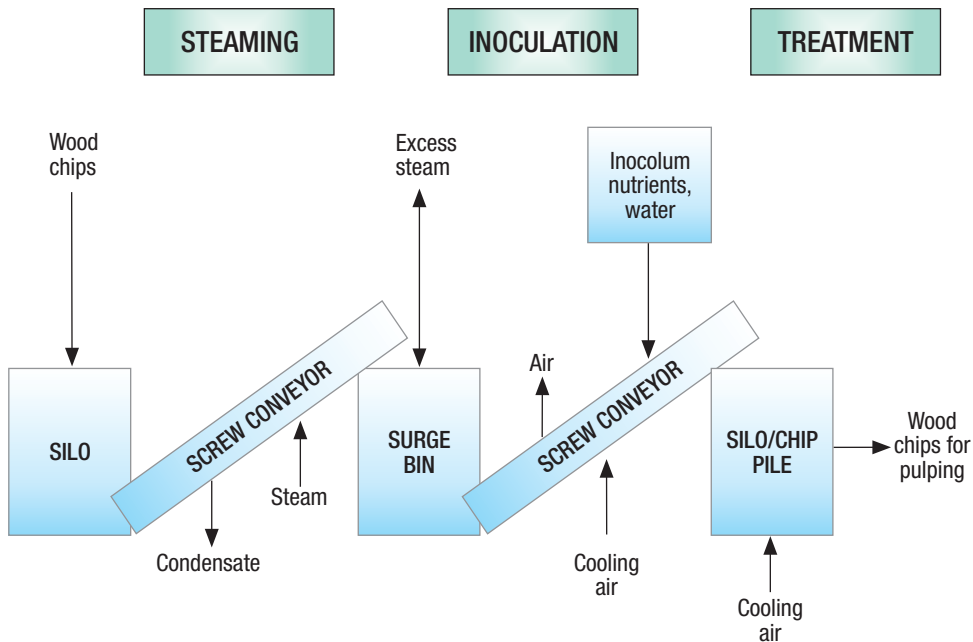 STEAMING
INOCULATION
TREATMENT
Wood
chips
Excess
steam
Inocolum
nutrients,
water
SILO
SCREW CONVEYOR
Steam
Condensate
SURGE
BIN
Air
SCREW CONVEYOR
Cooling
air
SILO/CHIP
PILE
Wood
chips for
pulping
Cooling
air